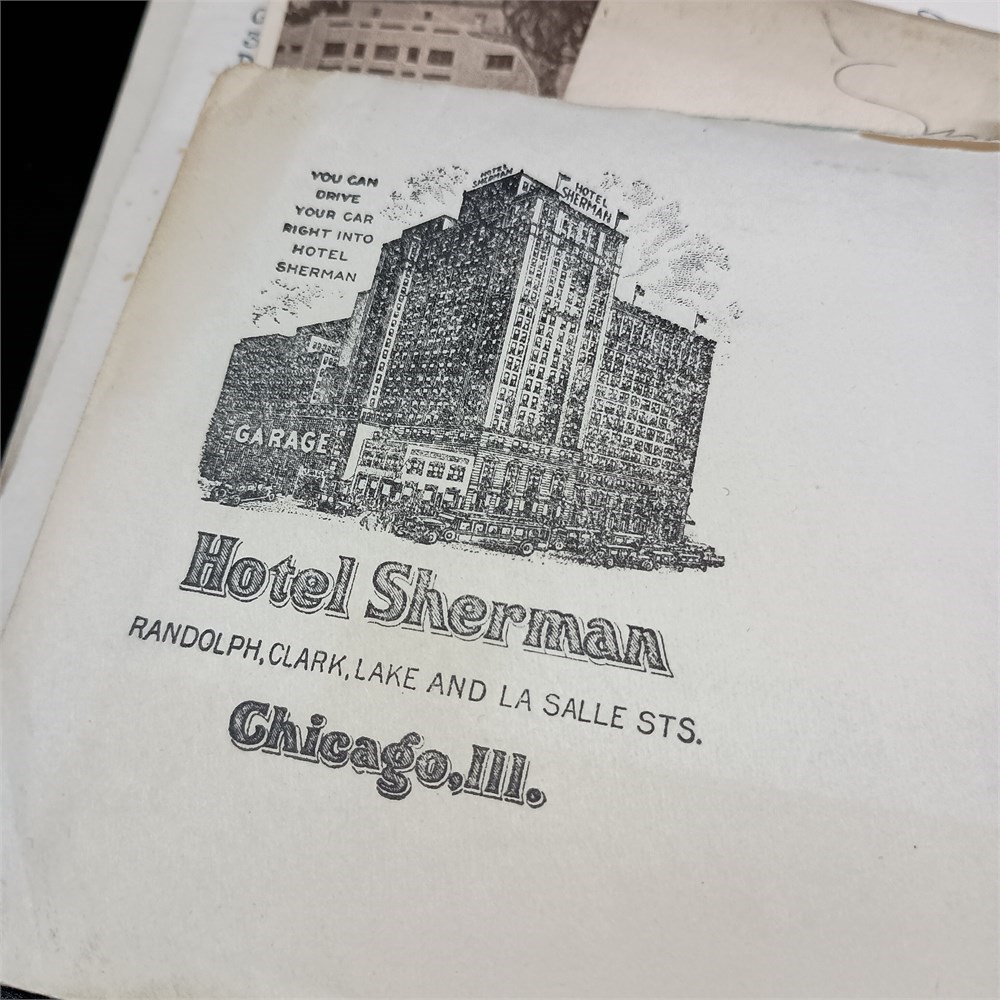 YOU CAN
DRIVE
YOUR CAR
RIGHT INTO
HOTEL
SHERMAN
HOTEL
SHERMAN
HOTEL
SHERMAN
GARAGE
Hotel Sherman
RANDOLPH, CLARK, LAKE AND LA SALLE STS.
Chicago, Ill.